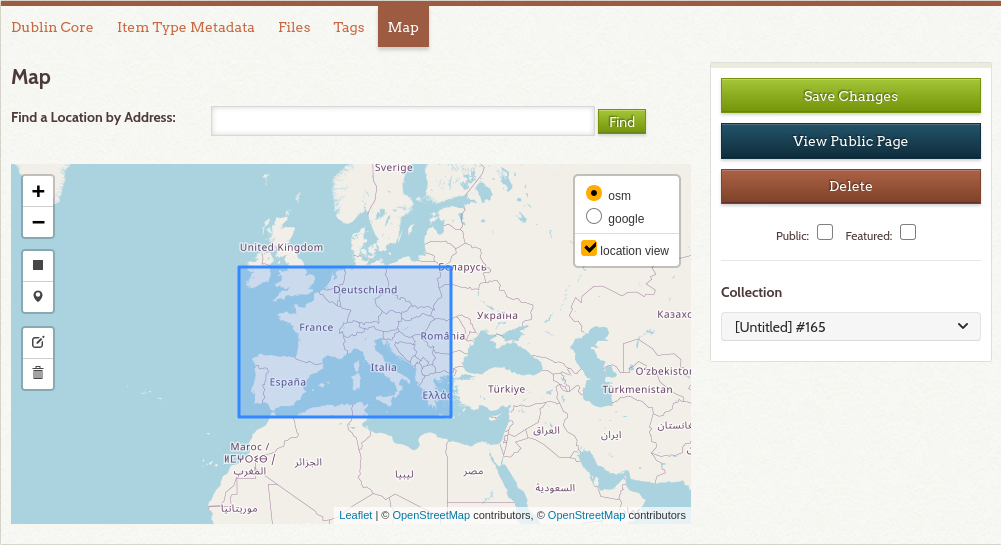 Dublin Core Item Type Metadata Files Tags Map
Map
Find a Location by Address:
Find
Save Changes
View Public Page
Delete
Public:
Featured:
Collection
[Untitled] #165
+
−
osm
google
location view
Sverige
United Kingdom
Беларусь
Deutschland
Україна
France
România
Italia
España
Ελλάς
Türkiye
O'zbekiston
Türkmenistan
Maroc /
ⵍⵎⵖⵔⵉⴱ /
المغرب
الجزائر
ليبيا
مصر
العراق
ایران
السعودية
موريتانيا
Leaflet | © OpenStreetMap contributors, © OpenStreetMap contributors